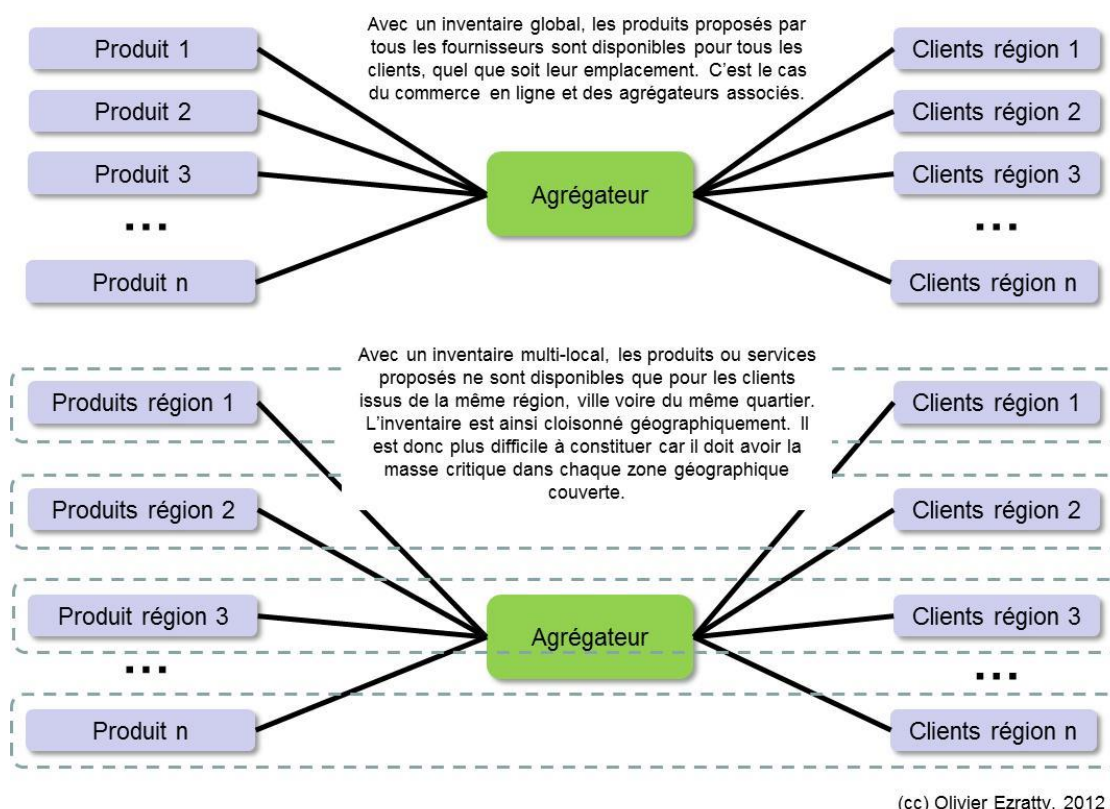 Avec un inventaire global, les produits proposés par
tous les fournisseurs sont disponibles pour tous les
clients, quel que soit leur emplacement. C'est le cas
du commerce en ligne et des agrégateurs associés.
Produit 1
Produit 2
Produit 3
...
Produit n
Agrégateur
Clients région 1
Clients région 2
Clients région 3
...
Clients région n
Avec un inventaire multi-local, les produits ou services
proposés ne sont disponibles que pour les clients
issus de la même région, ville voire du même quartier.
L'inventaire est ainsi cloisonné géographiquement. Il
est donc plus difficile à constituer car il doit avoir la
masse critique dans chaque zone géographique
couverte.
Produits région 1
Produits région 2
Produit région 3
...
Produit n
Agrégateur
Clients région 1
Clients région 2
Clients région 3
...
Clients région n
(cc) Olivier Ezratty, 2012